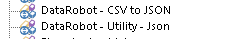 DataRobot - CSV to JSON
DataRobot - Utility - Json